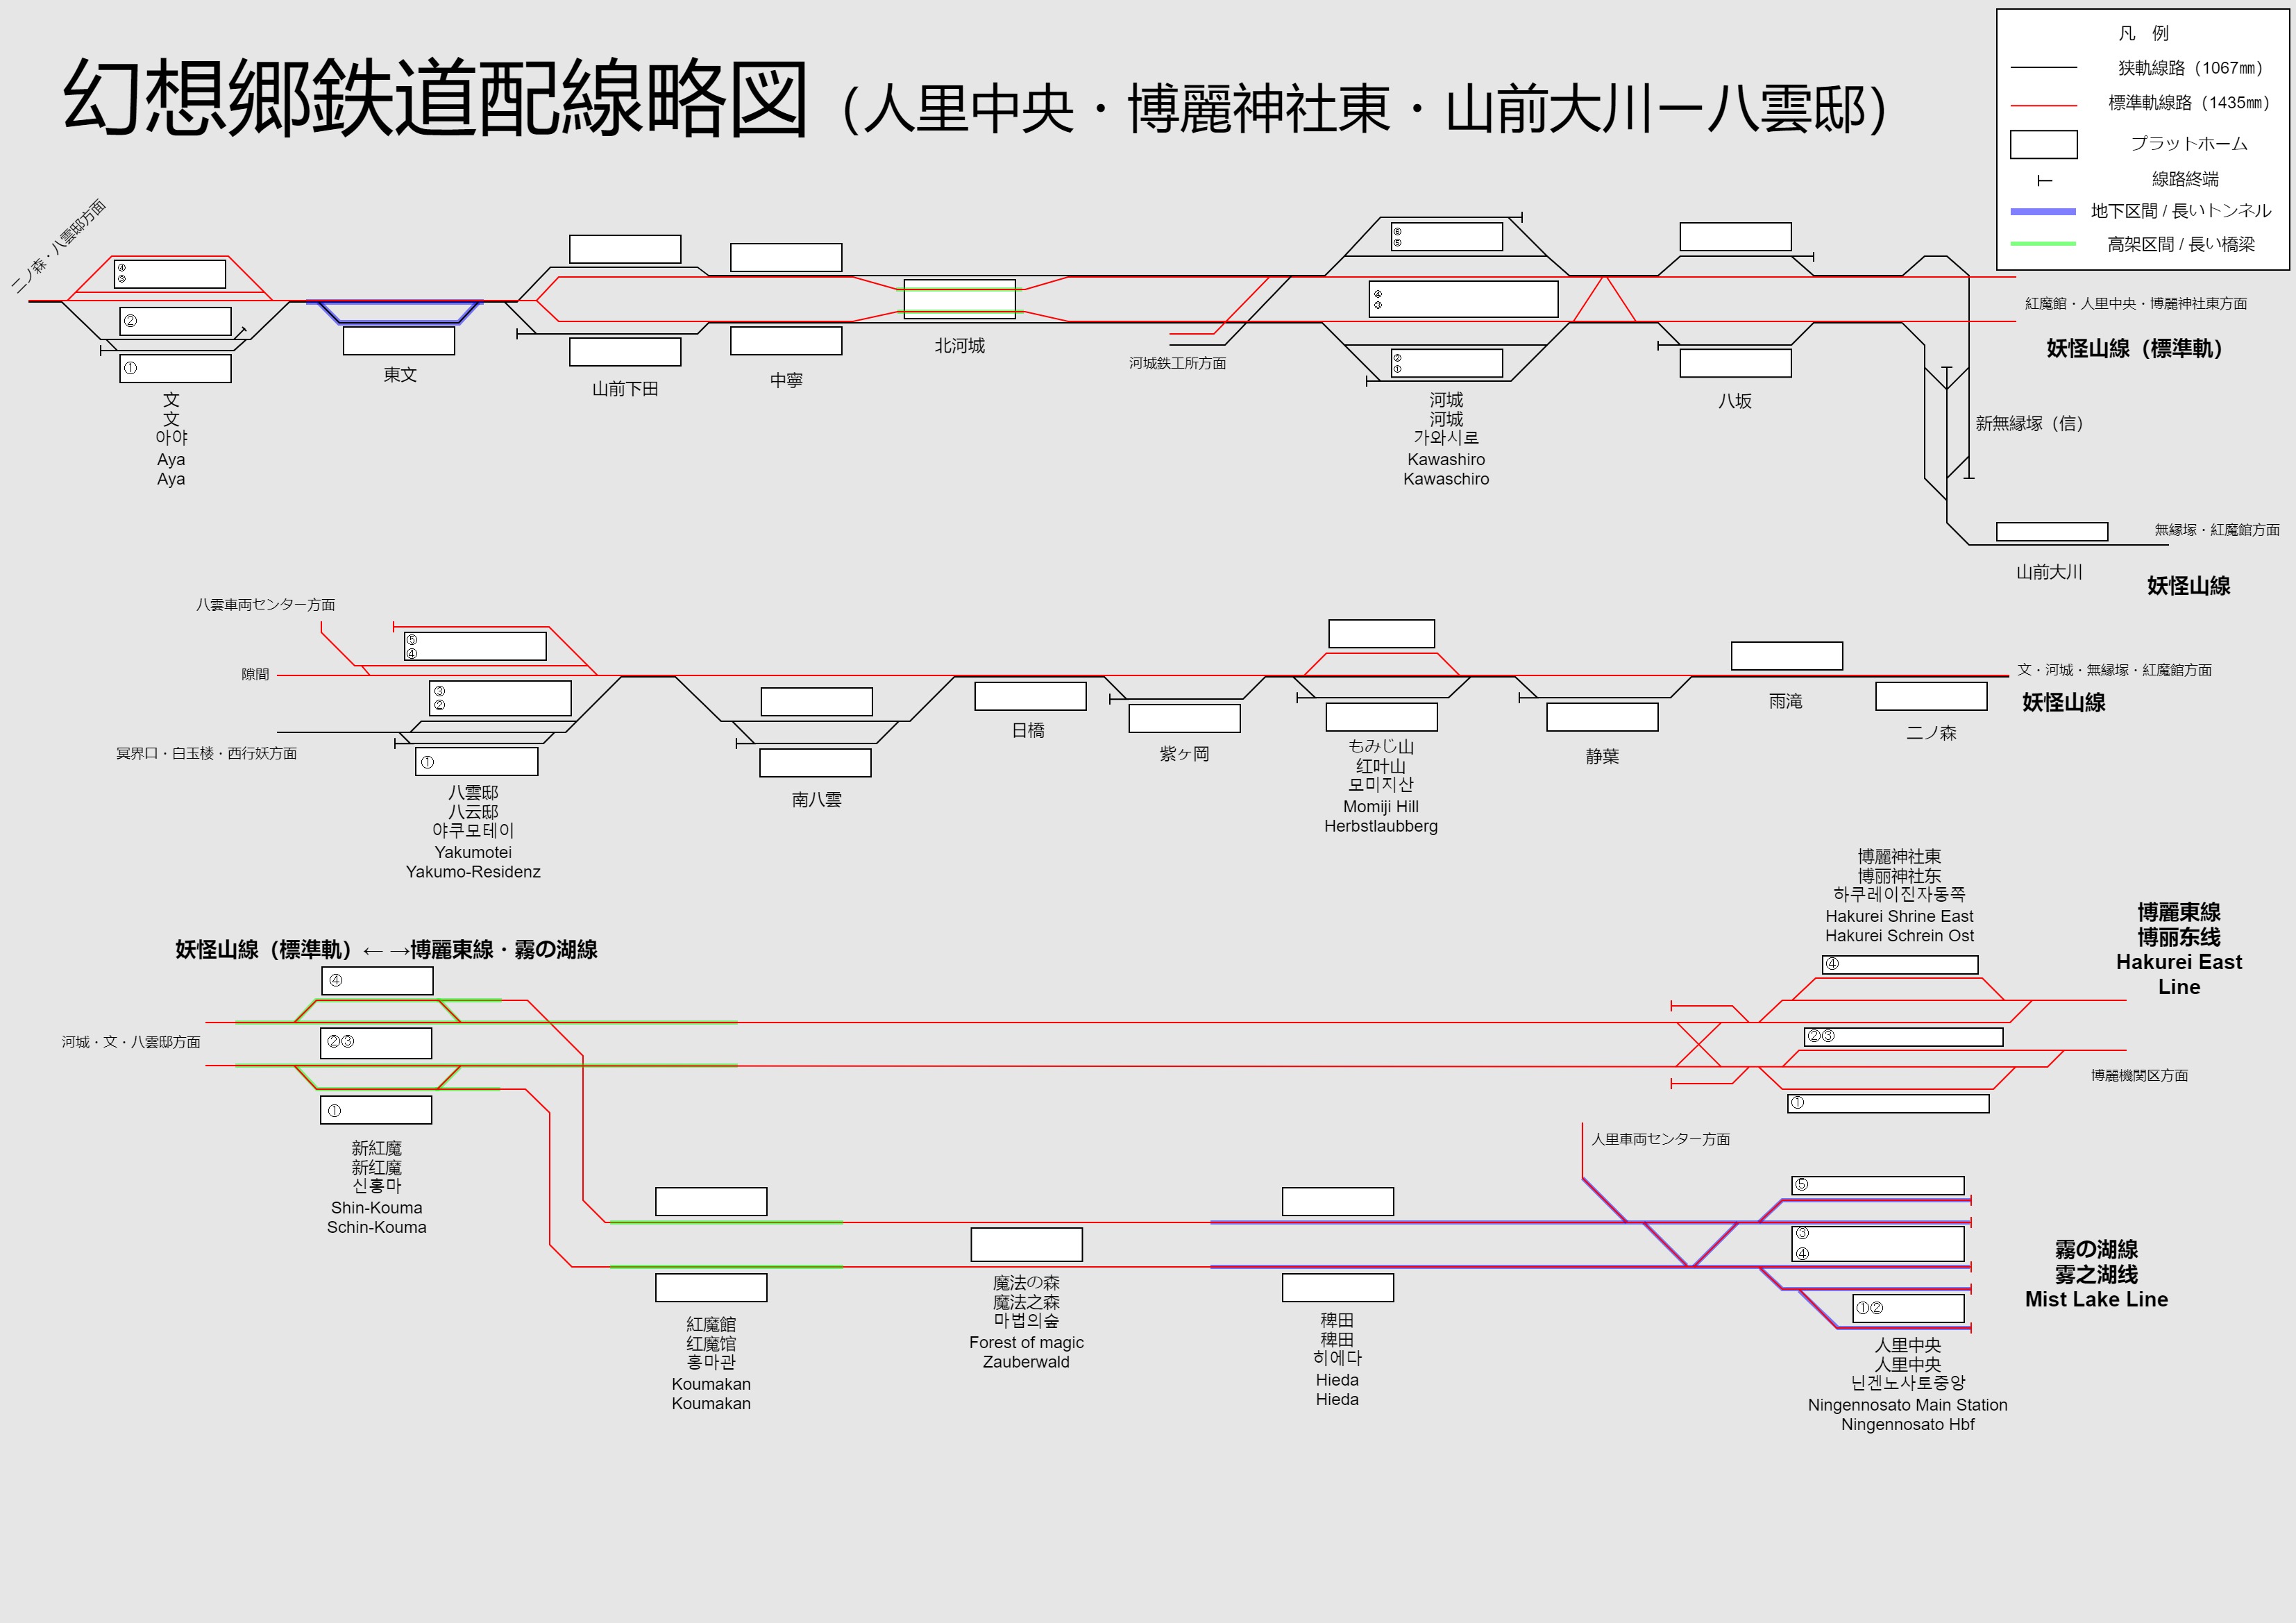 幻想郷鉄道配線略図（人里中央・博麗神社東・山前大川ー八雲邸）
凡　例
狭軌線路（1067㎜）
標準軌線路（1435㎜）
プラットホーム
線路終端
地下区間 / 長いトンネル
高架区間 / 長い橋梁
二ノ森・八雲邸方面
④
③
②
①
文
文
아야
Aya
Aya
東文
山前下田
中寧
北河城
河城鉄工所方面
⑥
⑤
④
③
②
①
河城
河城
가와시로
Kawashiro
Kawaschiro
八坂
紅魔館・人里中央・博麗神社東方面
妖怪山線（標準軌）
新無縁塚（信）
無縁塚・紅魔館方面
山前大川
妖怪山線
八雲車両センター方面
隙間
冥界口・白玉楼・西行妖方面
⑤
④
③
②
①
八雲邸
八云邸
야쿠모테이
Yakumotei
Yakumo-Residenz
南八雲
日橋
紫ヶ岡
もみじ山
红叶山
모미지산
Momiji Hill
Herbstlaubberg
静葉
雨滝
二ノ森
文・河城・無縁塚・紅魔館方面
妖怪山線
妖怪山線（標準軌）← →博麗東線・霧の湖線
河城・文・八雲邸方面
④
②③
①
新紅魔
新红魔
신홍마
Shin-Kouma
Schin-Kouma
博麗神社東
博丽神社东
하쿠레이진자동쪽
Hakurei Shrine East
Hakurei Schrein Ost
④
②③
①
博麗東線
博丽东线
Hakurei East
Line
博麗機関区方面
人里車両センター方面
紅魔館
红魔馆
홍마관
Koumakan
Koumakan
魔法の森
魔法之森
마법의숲
Forest of magic
Zauberwald
稗田
稗田
히에다
Hieda
Hieda
⑤
③
④
①②
人里中央
人里中央
닌겐노사토중앙
Ningennosato Main Station
Ningennosato Hbf
霧の湖線
雾之湖线
Mist Lake Line